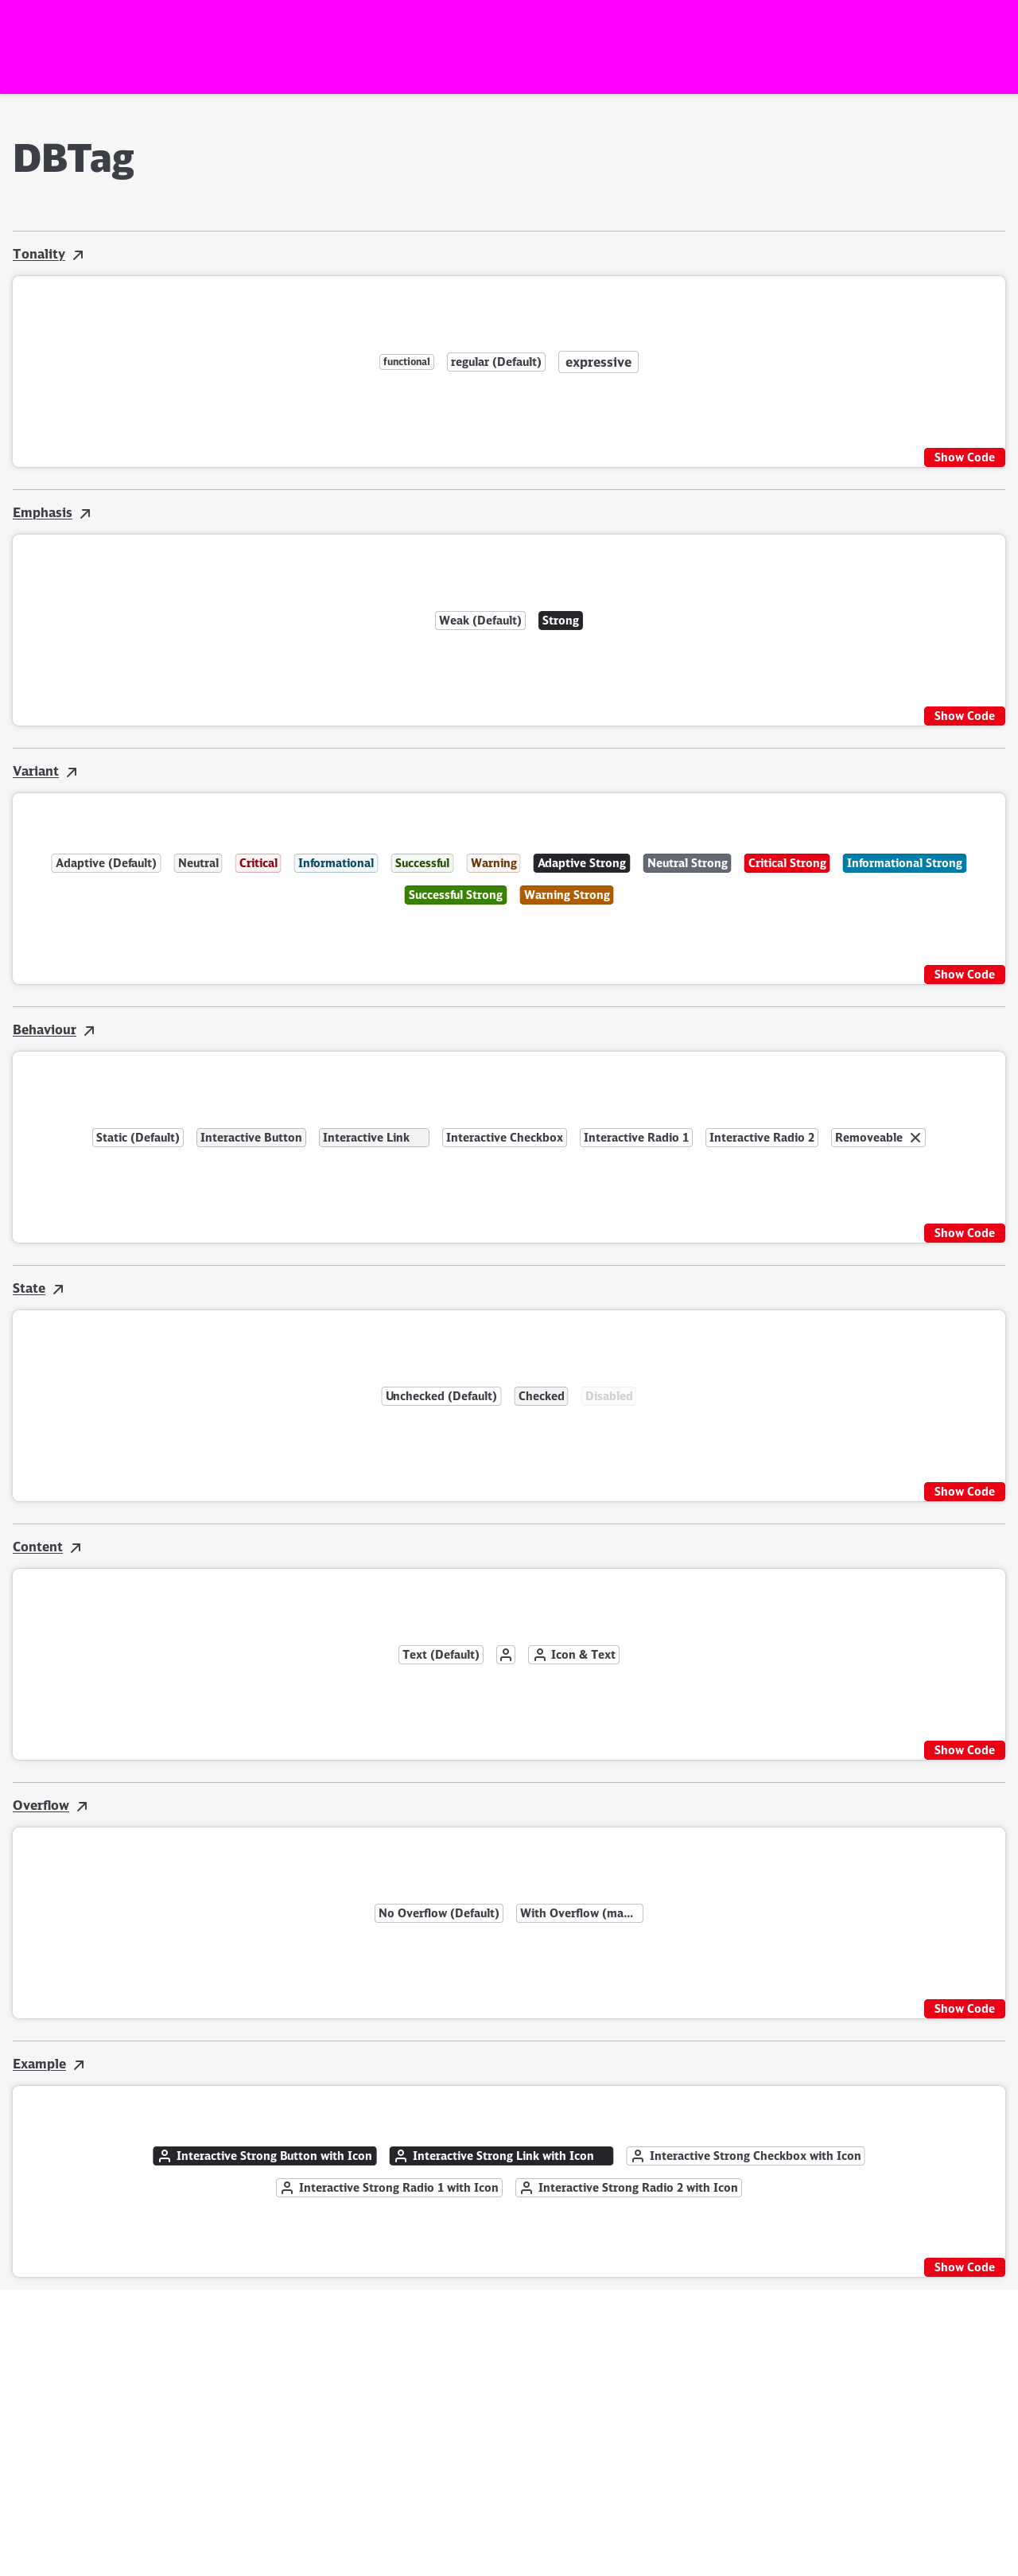 DBTag
Tonality
functional regular (Default) expressive
Show Code
Emphasis
Weak (Default) Strong
Show Code
Variant
Adaptive (Default) Neutral Critical Informational Successful Warning Adaptive Strong Neutral Strong Critical Strong Informational Strong
Successful Strong Warning Strong
Show Code
Behaviour
Static (Default) Interactive Button Interactive Link Interactive Checkbox Interactive Radio 1 Interactive Radio 2 Removeable
Show Code
State
Unchecked (Default) Checked Disabled
Show Code
Content
Text (Default) Icon & Text
Show Code
Overflow
No Overflow (Default) With Overflow (ma...
Show Code
Example
Interactive Strong Button with Icon Interactive Strong Link with Icon Interactive Strong Checkbox with Icon
Interactive Strong Radio 1 with Icon Interactive Strong Radio 2 with Icon
Show Code